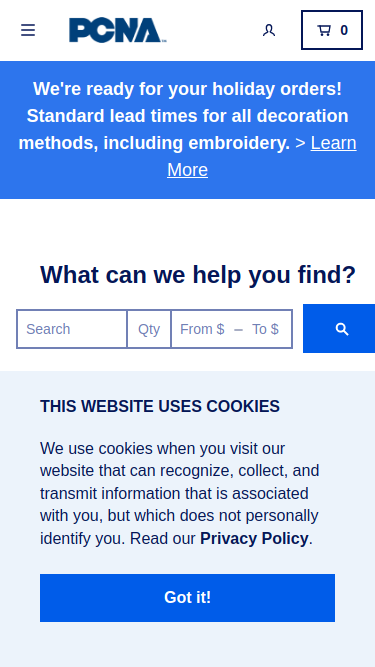 PCNA
0
We're ready for your holiday orders!
Standard lead times for all decoration
methods, including embroidery. > Learn
More
What can we help you find?
Search Qty From $ – To $
THIS WEBSITE USES COOKIES
We use cookies when you visit our
website that can recognize, collect, and
transmit information that is associated
with you, but which does not personally
identify you. Read our Privacy Policy.
Got it!